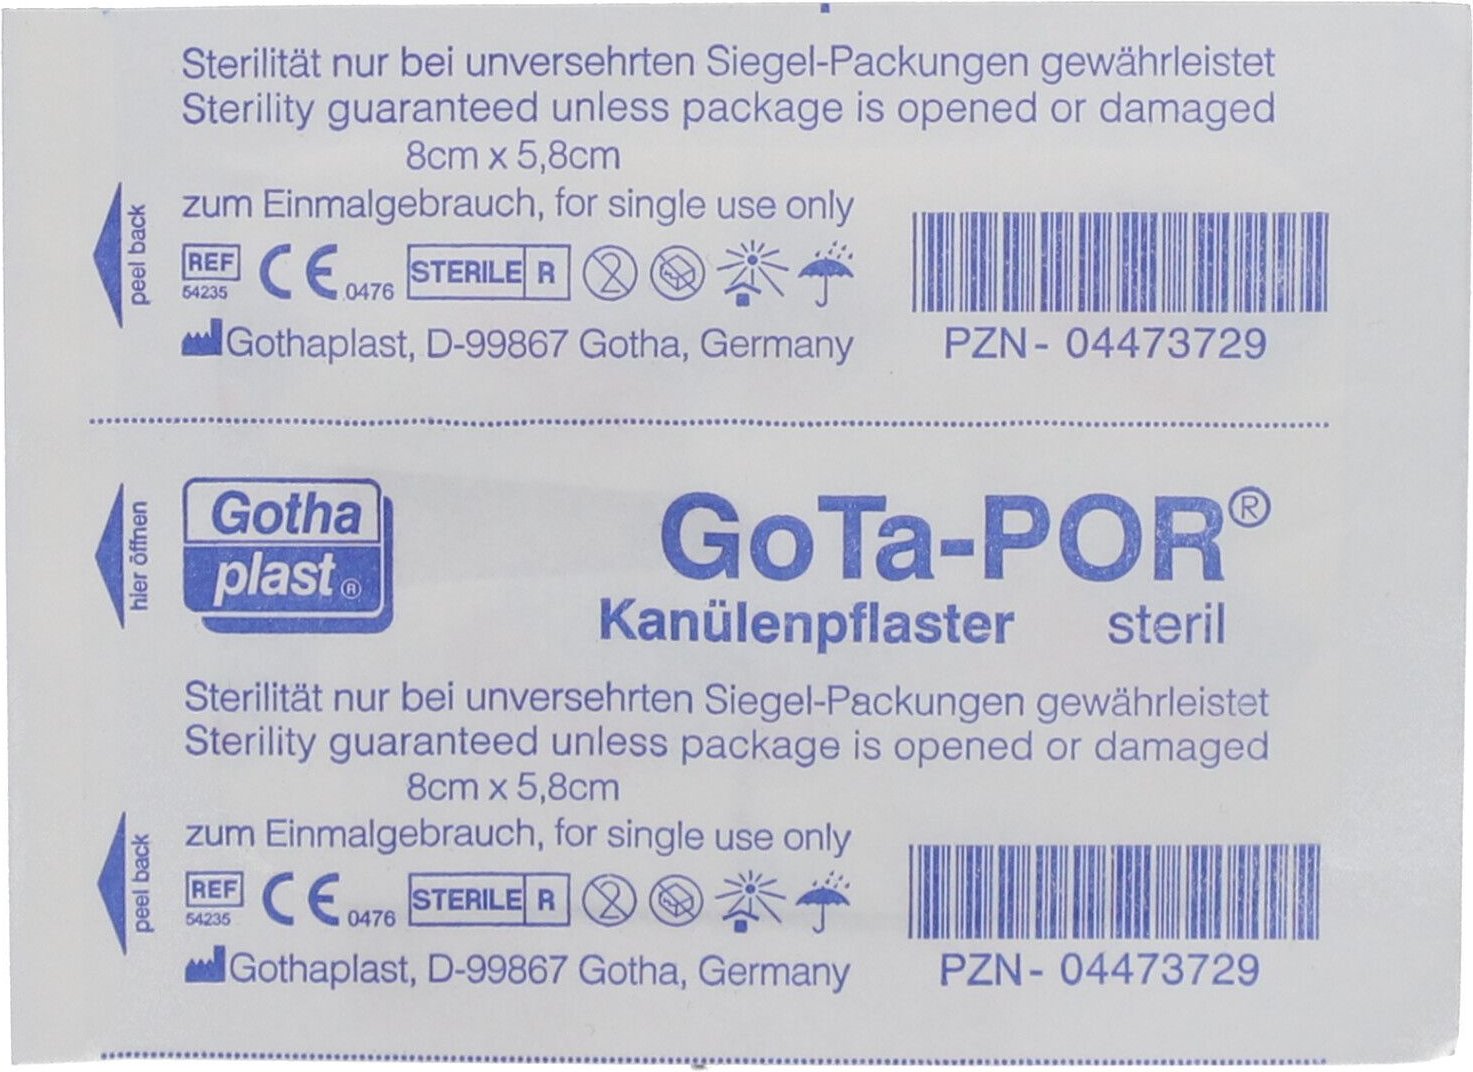 Sterilität nur bei unversehrten Siegel-Packungen gewährleistet
Sterility guaranteed unless package is opened or damaged
8cm x 5,8cm
peel back
zum Einmalgebrauch, for single use only
REF
54235
CE 0476
STERILE R
2
Gothaplast, D-99867 Gotha, Germany
PZN - 04473729
hier öffnen
Gotha
plast ®
GoTa-POR®
Kanülenpflaster steril
Sterilität nur bei unversehrten Siegel-Packungen gewährleistet
Sterility guaranteed unless package is opened or damaged
8cm x 5,8cm
peel back
zum Einmalgebrauch, for single use only
REF
54235
CE 0476
STERILE R
2
Gothaplast, D-99867 Gotha, Germany
PZN - 04473729